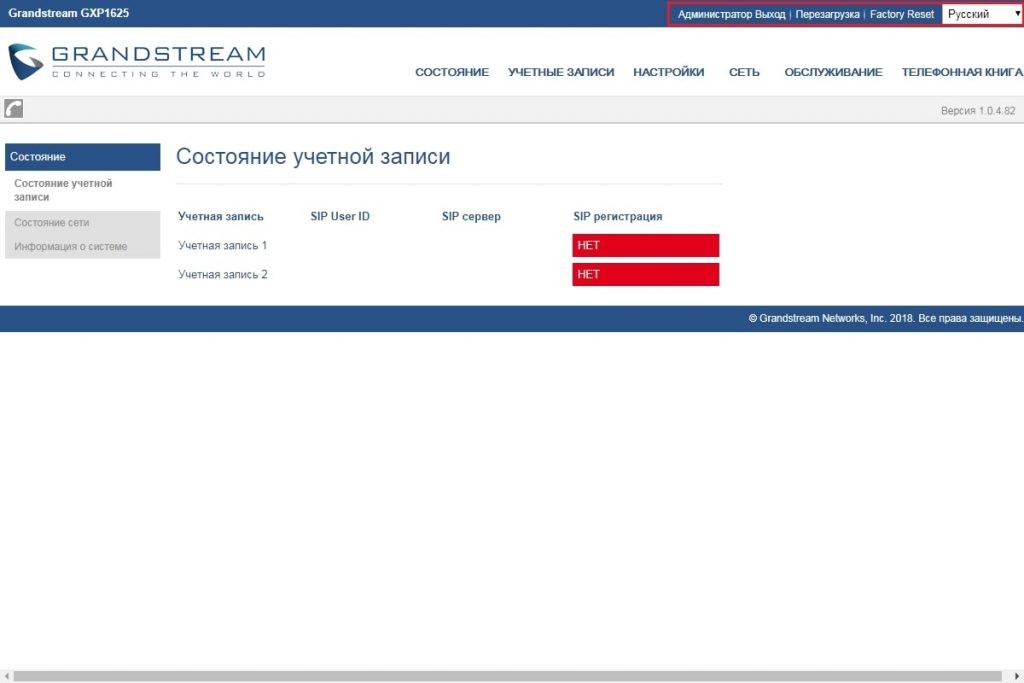 Grandstream GXP1625
Администратор Выход | Перезагрузка | Factory Reset Русский
GRANDSTREAM
CONNECTING THE WORLD
СОСТОЯНИЕ УЧЕТНЫЕ ЗАПИСИ НАСТРОЙКИ СЕТЬ ОБСЛУЖИВАНИЕ ТЕЛЕФОННАЯ КНИГА
Версия 1.0.4.82
Состояние
Состояние учетной
записи
Состояние сети
Информация о системе
Состояние учетной записи
Учетная запись SIP User ID SIP сервер SIP регистрация
Учетная запись 1 НЕТ
Учетная запись 2 НЕТ
© Grandstream Networks, Inc. 2018. Все права защищены.